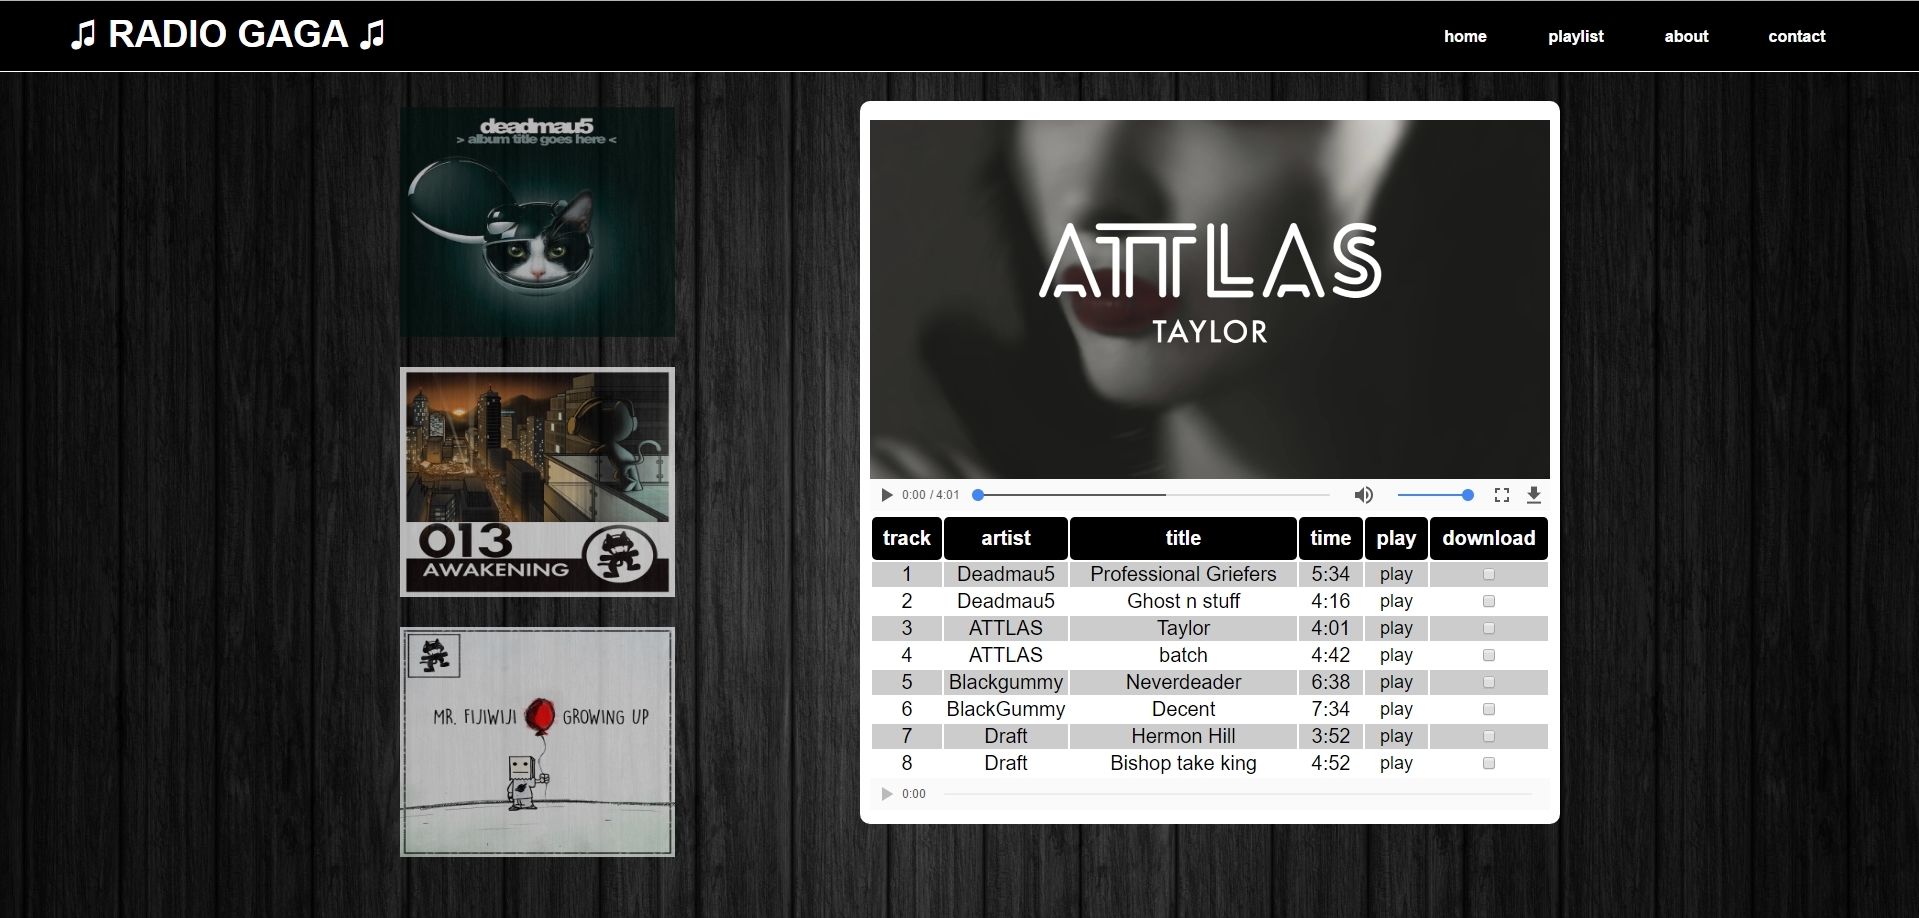 ♫ RADIO GAGA ♫
home playlist about contact
deadmau5
> album title goes here <
013
AWAKENING
MR. FIJIWIJI GROWING UP
ATTLAS
TAYLOR
0:00 / 4:01
track artist title time play download
1 Deadmau5 Professional Griefers 5:34 play
2 Deadmau5 Ghost n stuff 4:16 play
3 ATTLAS Taylor 4:01 play
4 ATTLAS batch 4:42 play
5 Blackgummy Neverdeader 6:38 play
6 BlackGummy Decent 7:34 play
7 Draft Hermon Hill 3:52 play
8 Draft Bishop take king 4:52 play
0:00